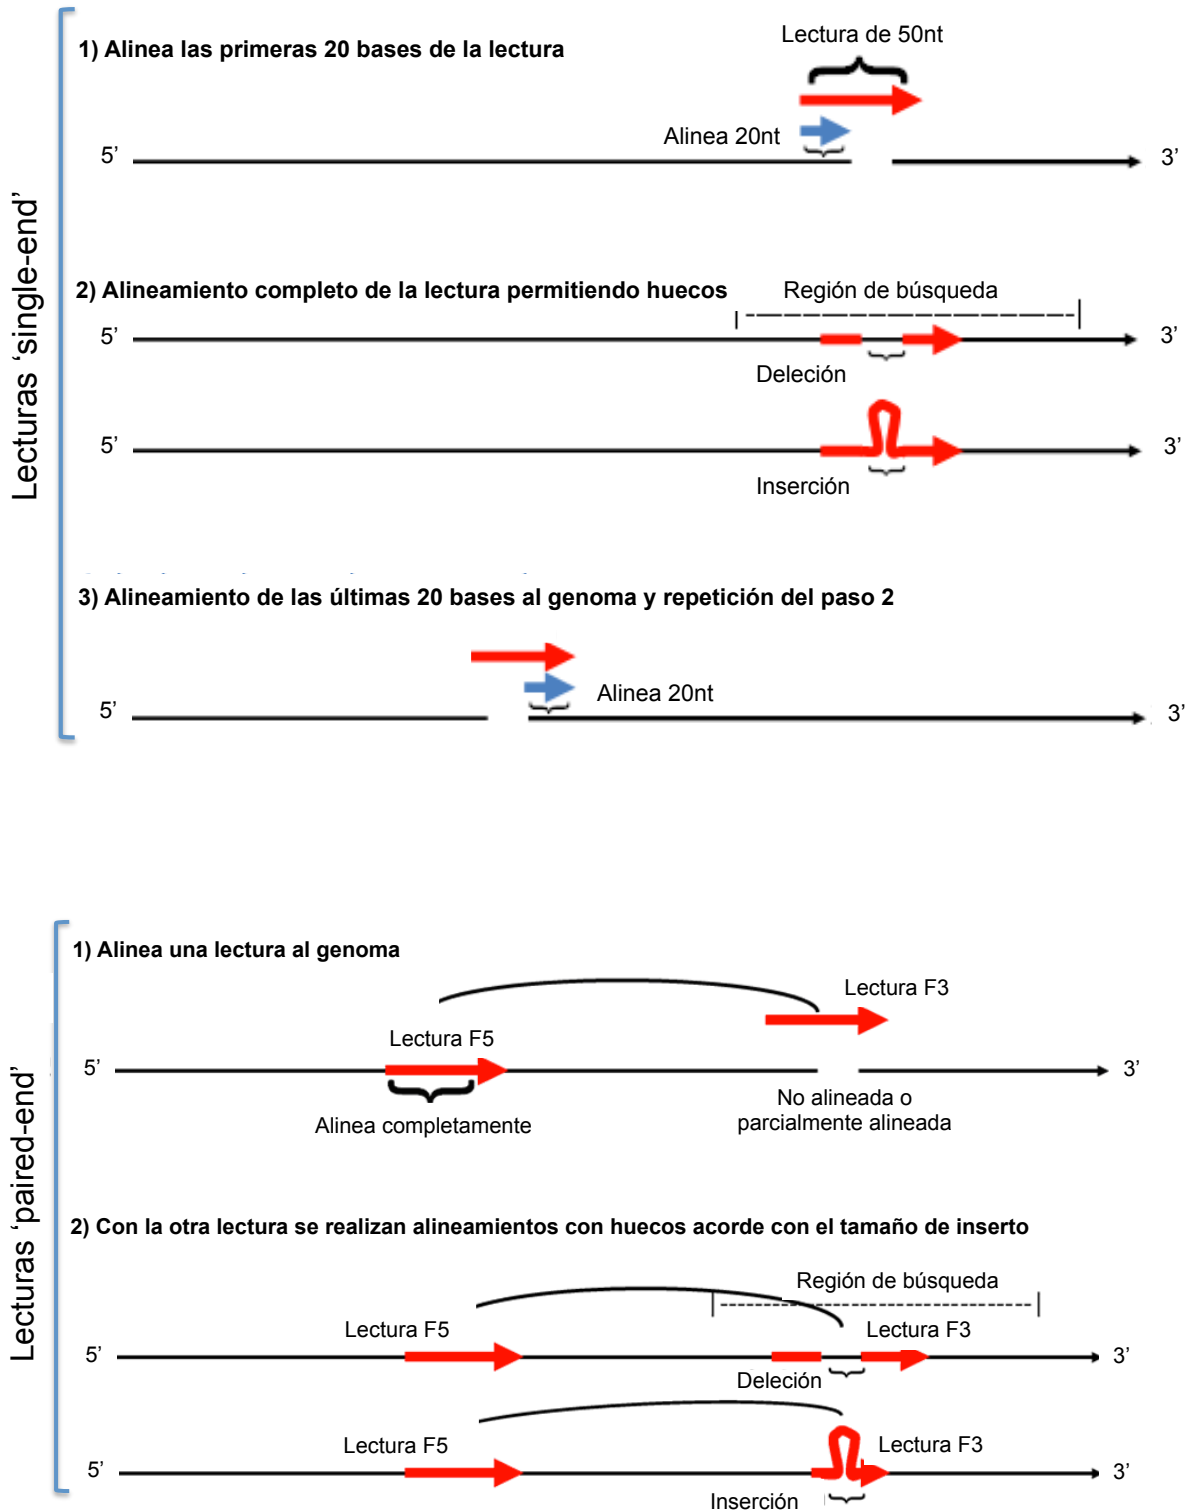 Lecturas ‘single-end’
1) Alinea las primeras 20 bases de la lectura
Lectura de 50nt
Alinea 20nt
5’
3’
2) Alineamiento completo de la lectura permitiendo huecos
Región de búsqueda
5’
3’
Deleción
5’
3’
Inserción
3) Alineamiento de las últimas 20 bases al genoma y repetición del paso 2
Alinea 20nt
5’
3’
Lecturas ‘paired-end’
1) Alinea una lectura al genoma
Lectura F3
Lectura F5
5’
3’
Alinea completamente
No alineada o
parcialmente alineada
2) Con la otra lectura se realizan alineamientos con huecos acorde con el tamaño de inserto
Región de búsqueda
Lectura F5
Lectura F3
5’
3’
Deleción
Lectura F5
Lectura F3
5’
3’
Inserción